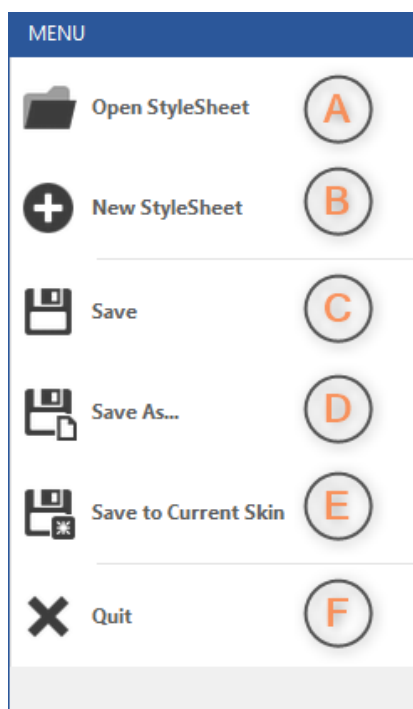 MENU
Open StyleSheet A
New StyleSheet B
Save C
Save As... D
Save to Current Skin E
Quit F